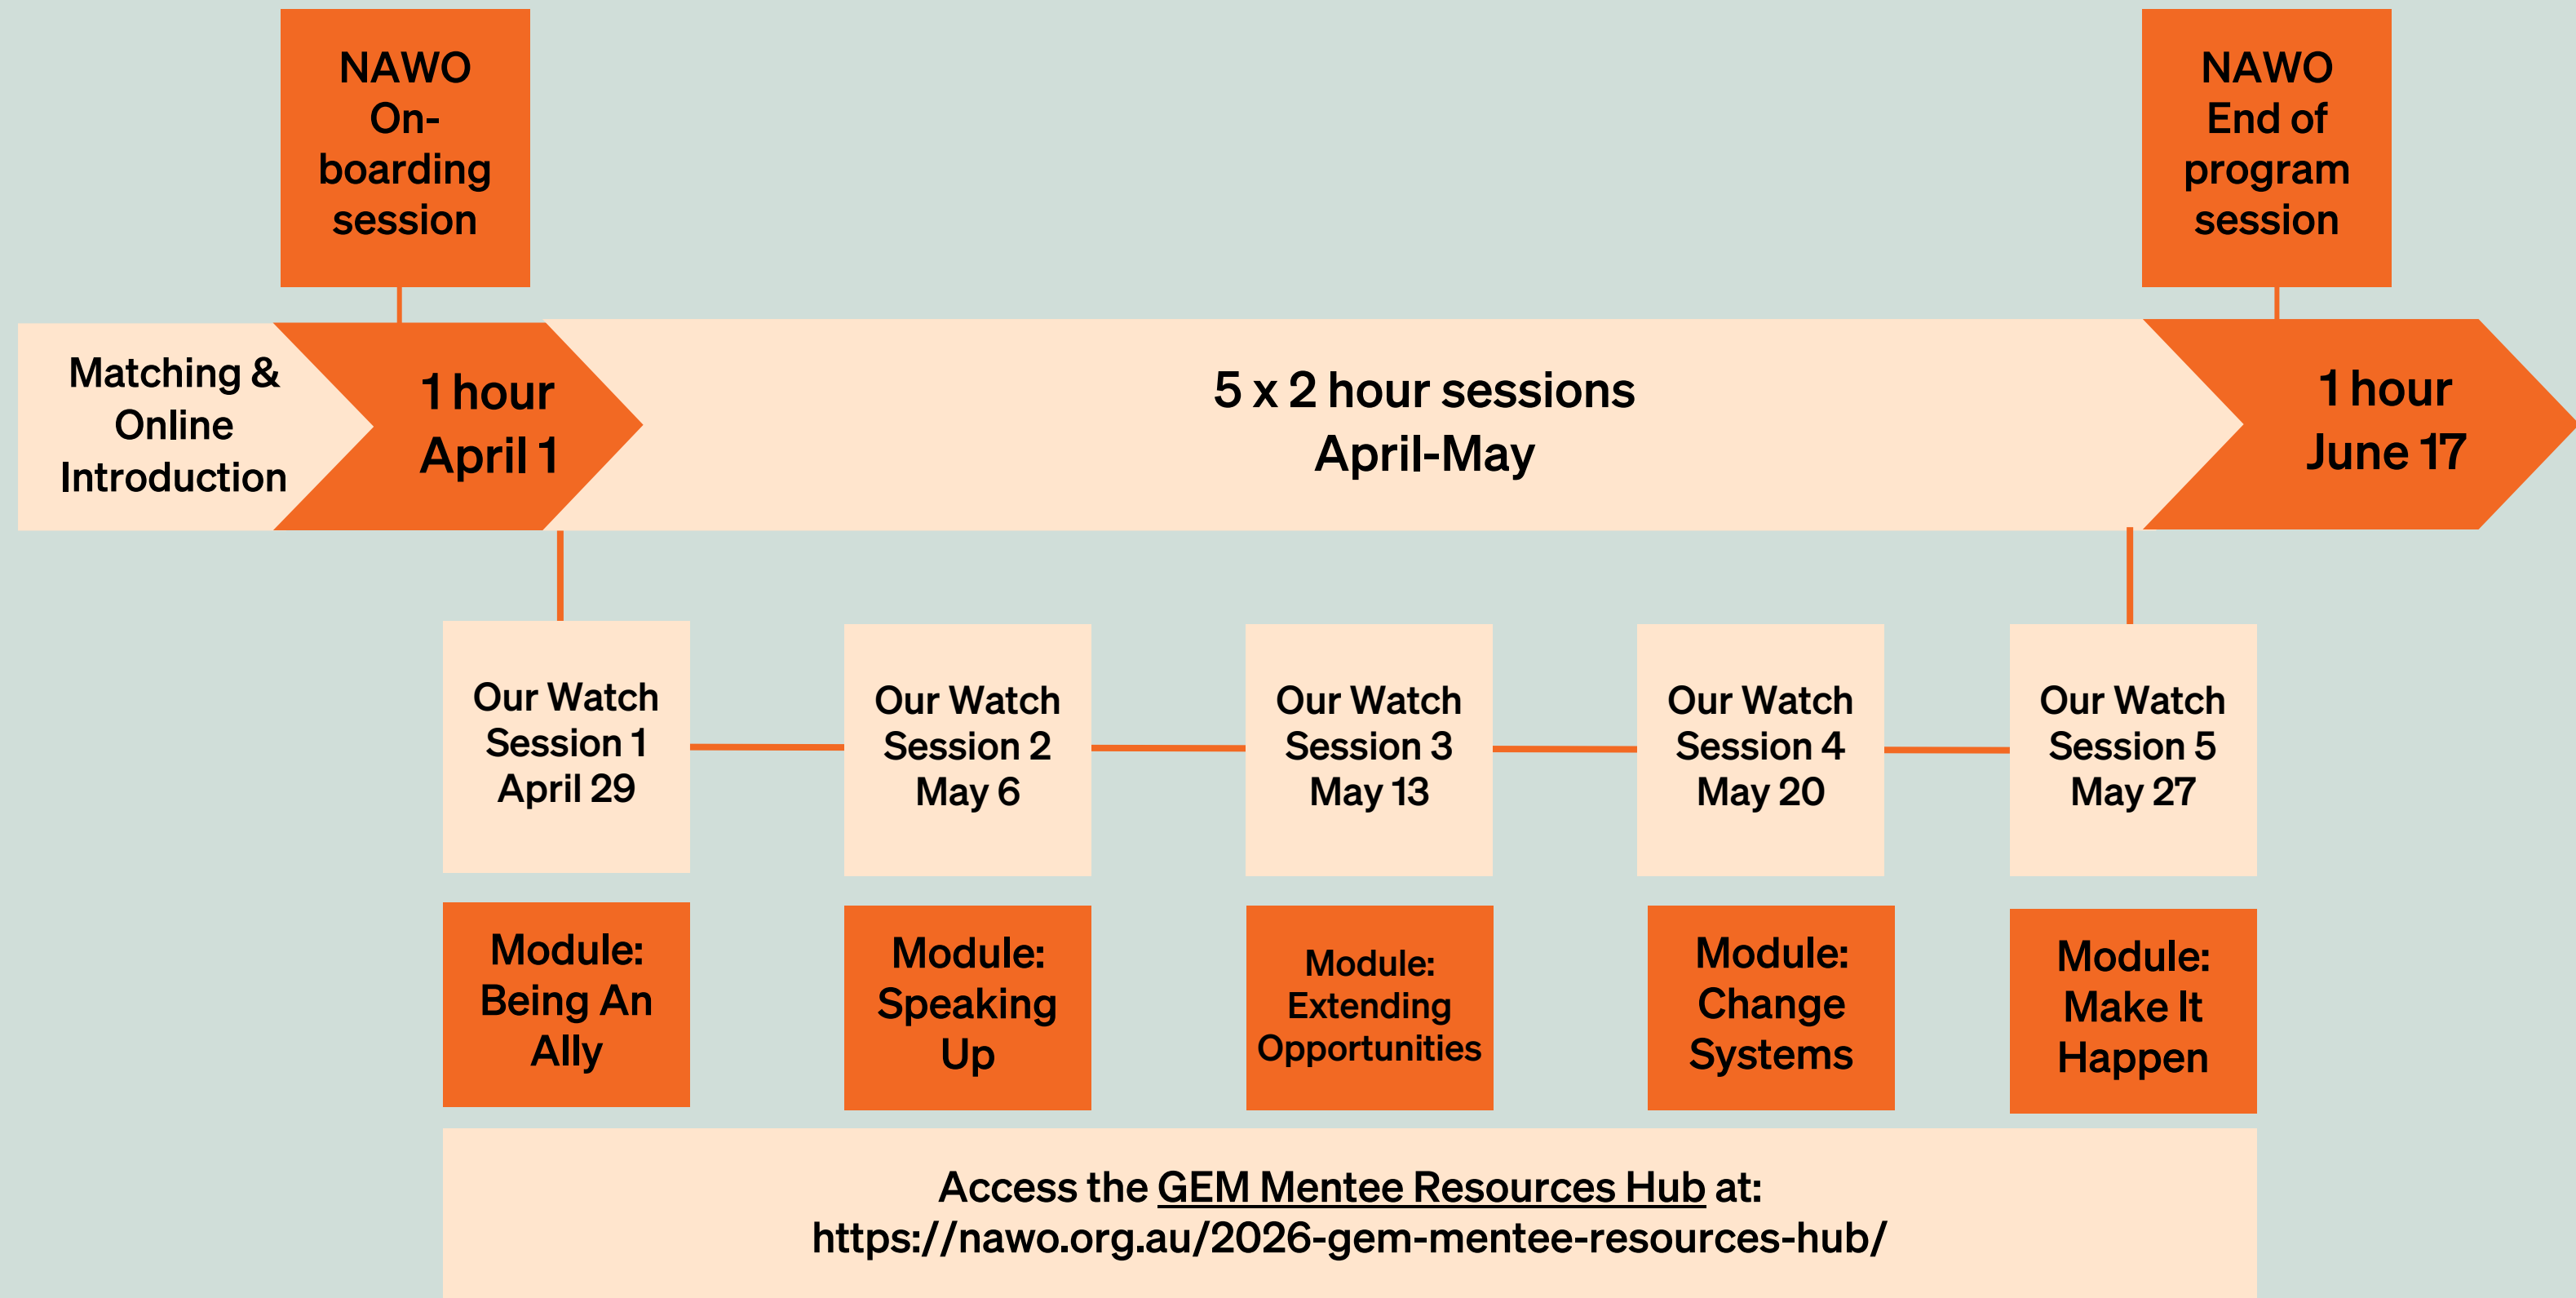 NAWO
On-
boarding
session
NAWO
End of
program
session
Matching &
Online
Introduction
1 hour
April 1
5 x 2 hour sessions
April-May
1 hour
June 17
Our Watch
Session 1
April 29
Our Watch
Session 2
May 6
Our Watch
Session 3
May 13
Our Watch
Session 4
May 20
Our Watch
Session 5
May 27
Module:
Being An
Ally
Module:
Speaking
Up
Module:
Extending
Opportunities
Module:
Change
Systems
Module:
Make It
Happen
Access the GEM Mentee Resources Hub at:
https://nawo.org.au/2026-gem-mentee-resources-hub/